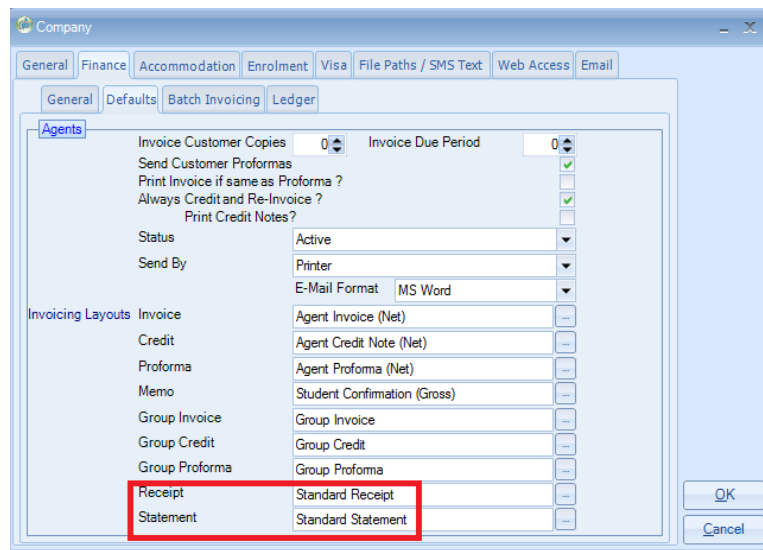 Company
General Finance Accommodation Enrolment Visa File Paths / SMS Text Web Access Email
General Defaults Batch Invoicing Ledger
Agents
Invoice Customer Copies 0 Invoice Due Period 0
Send Customer Proformas
Print Invoice if same as Proforma ?
Always Credit and Re-Invoice ?
Print Credit Notes?
Status Active
Send By Printer
E-Mail Format MS Word
Invoicing Layouts Invoice Agent Invoice (Net) ...
Credit Agent Credit Note (Net) ...
Proforma Agent Proforma (Net) ...
Memo Student Confirmation (Gross) ...
Group Invoice Group Invoice ...
Group Credit Group Credit ...
Group Proforma Group Proforma ...
Receipt Standard Receipt ...
Statement Standard Statement ...
OK
Cancel